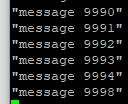 "message 9990"
"message 9991"
"message 9992"
"message 9993"
"message 9994"
"message 9998"